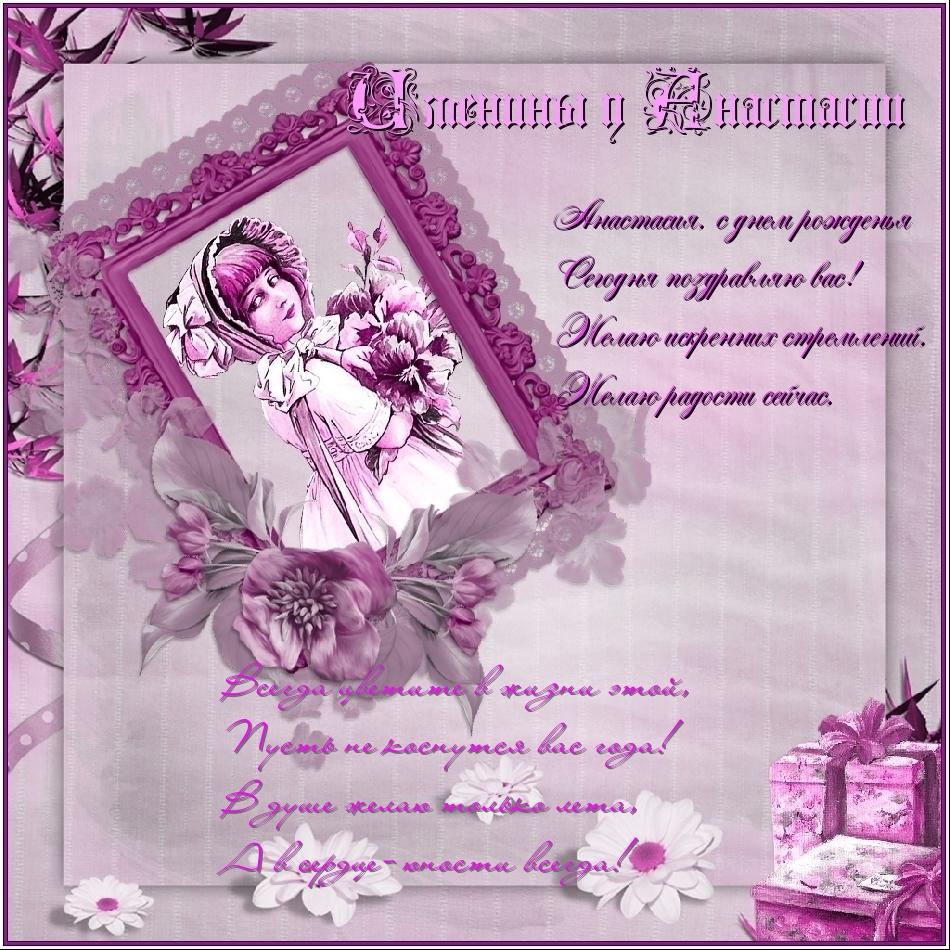 Именины у Анастасии
Анастасия, с днем рожденья
Сегодня поздравляю вас!
Желаю искренних стремлений,
Желаю радости сейчас.
Всегда цветите в жизни этой,
Пусть не коснутся вас года!
В душе желаю только лета,
А в сердце - юности всегда!